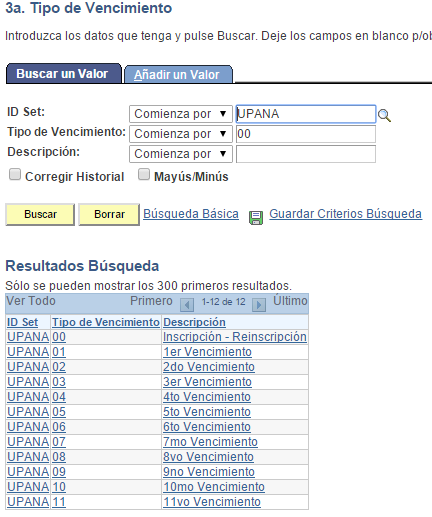 3a. Tipo de Vencimiento
Introduzca los datos que tenga y pulse Buscar. Deje los campos en blanco p/ob
Buscar un Valor Añadir un Valor
ID Set: Comienza por UPANA
Tipo de Vencimiento: Comienza por 00
Descripción: Comienza por
Corregir Historial Mayús/Minús
Buscar Borrar Búsqueda Básica Guardar Criterios Búsqueda
Resultados Búsqueda
Sólo se pueden mostrar los 300 primeros resultados.
Ver Todo Primero 1-12 de 12 Último
ID Set Tipo de Vencimiento Descripción
UPANA 00 Inscripción - Reinscripción
UPANA 01 1er Vencimiento
UPANA 02 2do Vencimiento
UPANA 03 3er Vencimiento
UPANA 04 4to Vencimiento
UPANA 05 5to Vencimiento
UPANA 06 6to Vencimiento
UPANA 07 7mo Vencimiento
UPANA 08 8vo Vencimiento
UPANA 09 9no Vencimiento
UPANA 10 10mo Vencimiento
UPANA 11 11vo Vencimiento